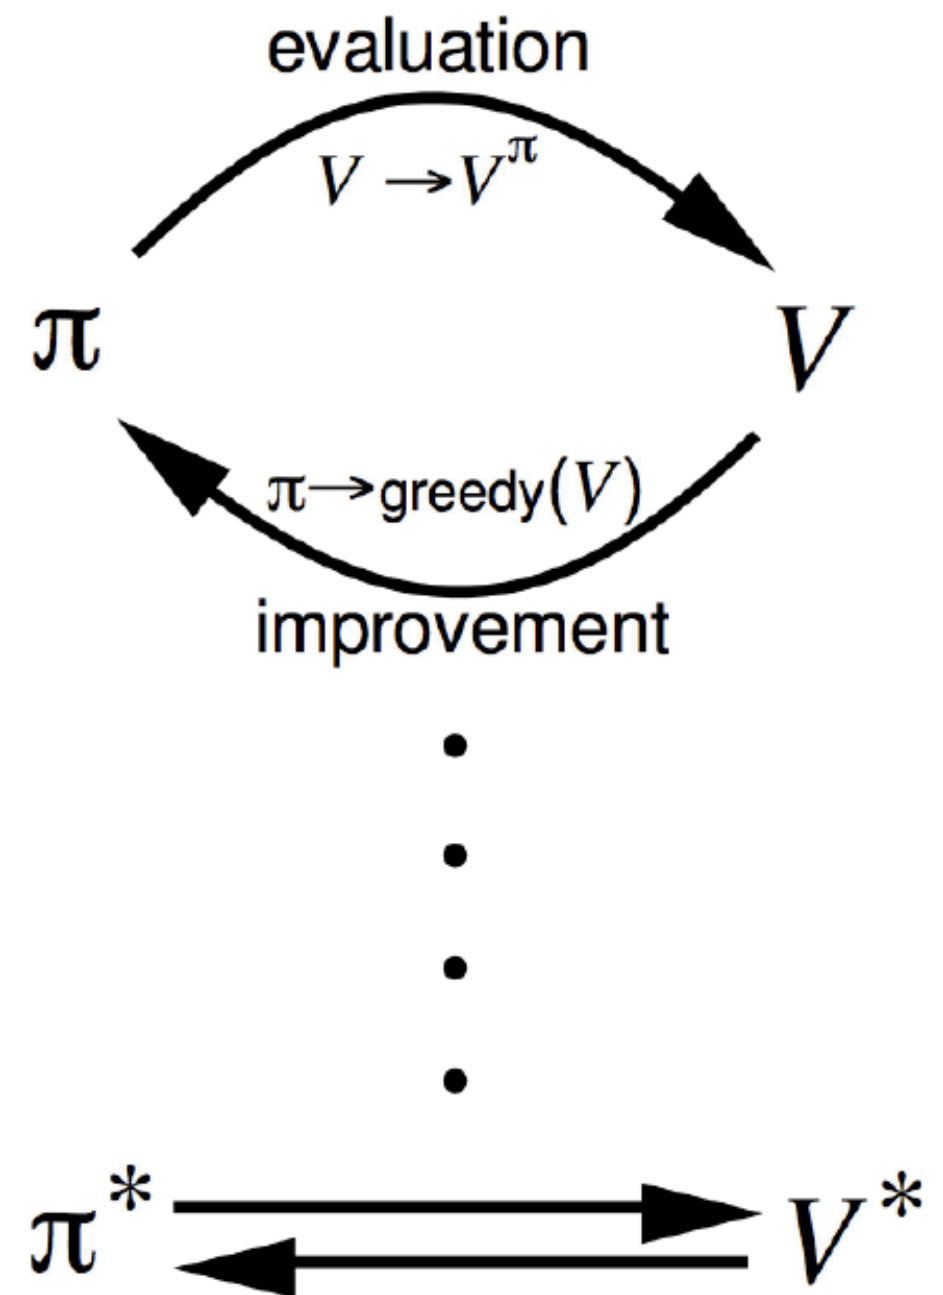 evaluation
V → V^π
π V
π→greedy(V)
improvement
π* V*